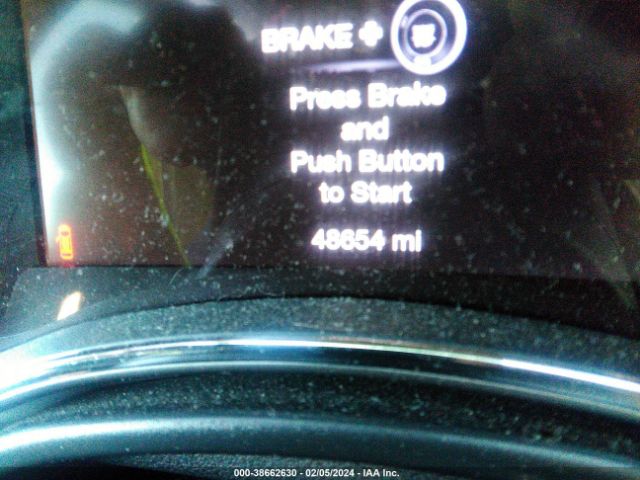 BRAKE +
Press Brake
and
Push Button
to Start
48654 mi
000-38662630 - 02/05/2024 - IAA Inc.